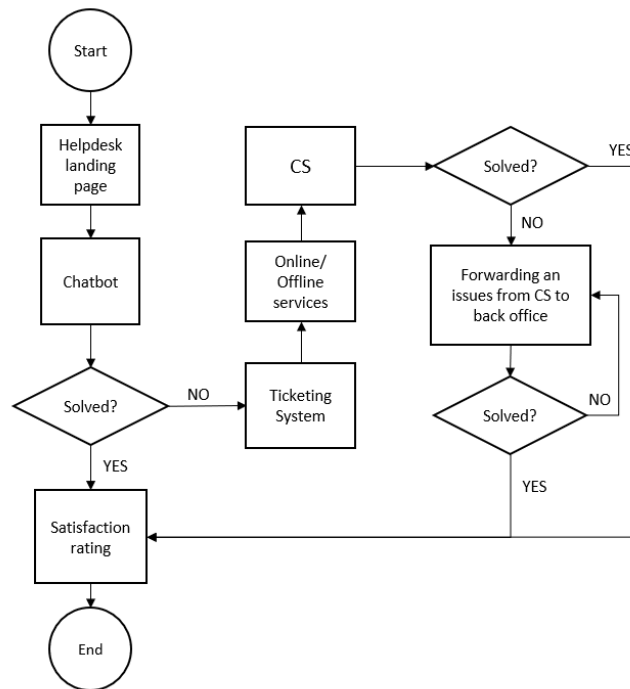 Start
Helpdesk
landing
page
Chatbot
Solved?
NO
YES
Satisfaction
rating
End
Ticketing
System
Online/
Offline
services
CS
Solved?
YES
NO
Forwarding an
issues from CS to
back office
Solved?
NO
YES